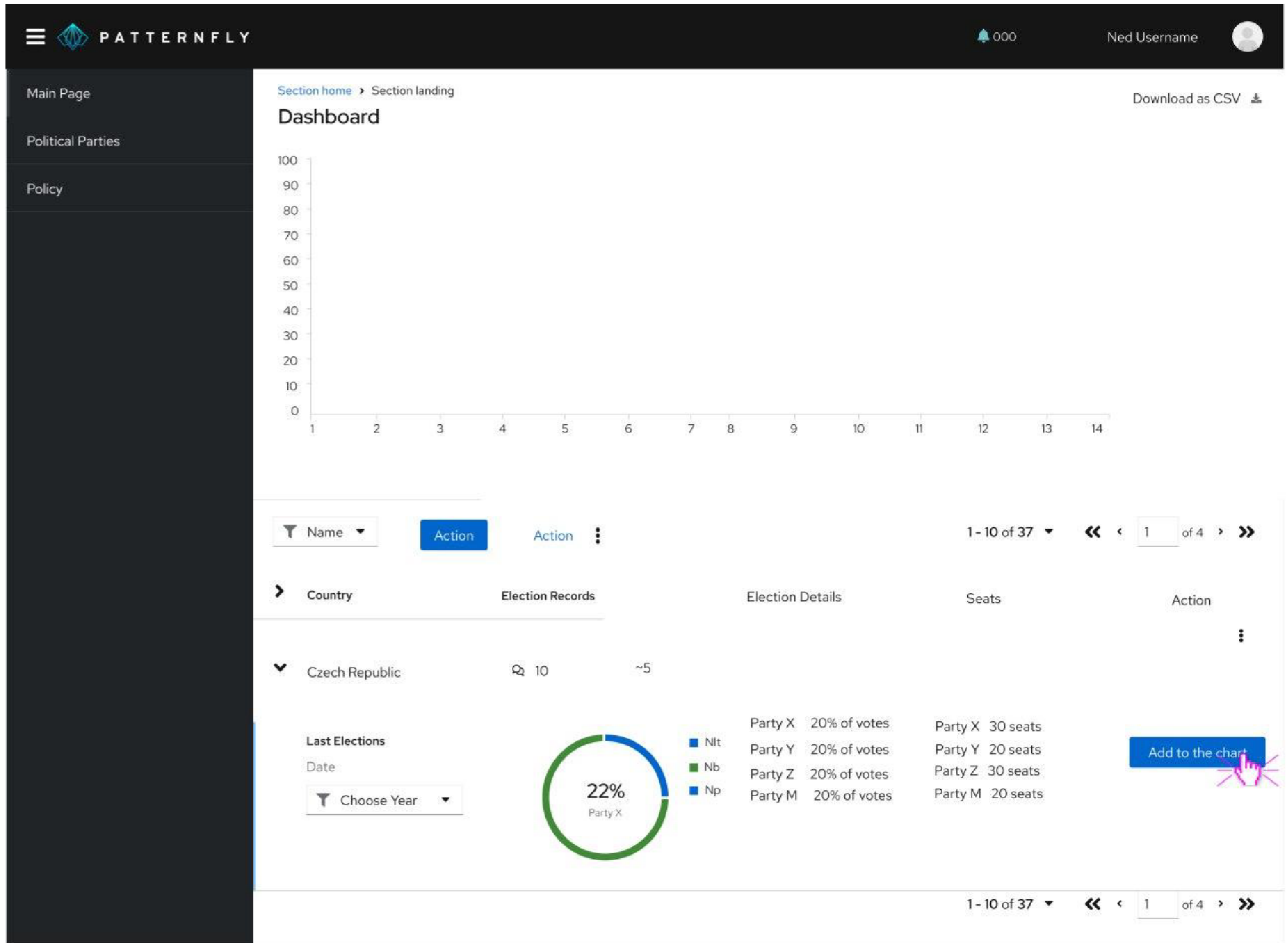 PATTERNFLY
000
Ned Username
Main Page
Political Parties
Policy
Section home › Section landing
Download as CSV
Dashboard
100
90
80
70
60
50
40
30
20
10
0
1 2 3 4 5 6 7 8 9 10 11 12 13 14
Name
Action
Action
1 - 10 of 37
1 of 4
Country Election Records Election Details Seats Action
Czech Republic 10 ~5
Last Elections
Date
Choose Year
22%
Party X
Nlt
Nb
Np
Party X 20% of votes
Party Y 20% of votes
Party Z 20% of votes
Party M 20% of votes
Party X 30 seats
Party Y 20 seats
Party Z 30 seats
Party M 20 seats
Add to the chart
1 - 10 of 37
1 of 4